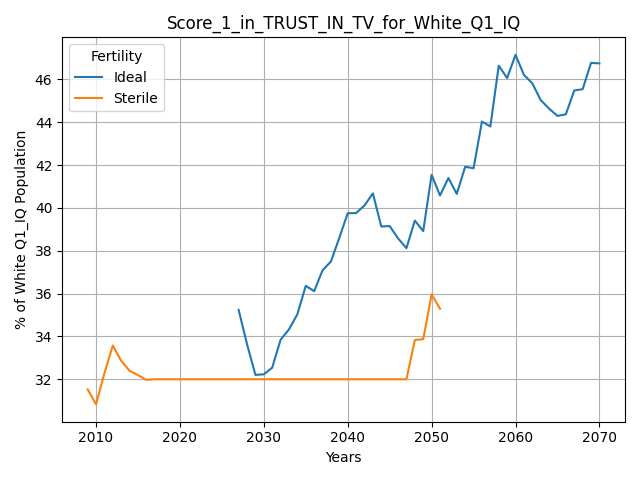 Score_1_in_TRUST_IN_TV_for_White_Q1_IQ
Fertility
Ideal
Sterile
% of White Q1_IQ Population
46
44
42
40
38
36
34
32
2010 2020 2030 2040 2050 2060 2070
Years